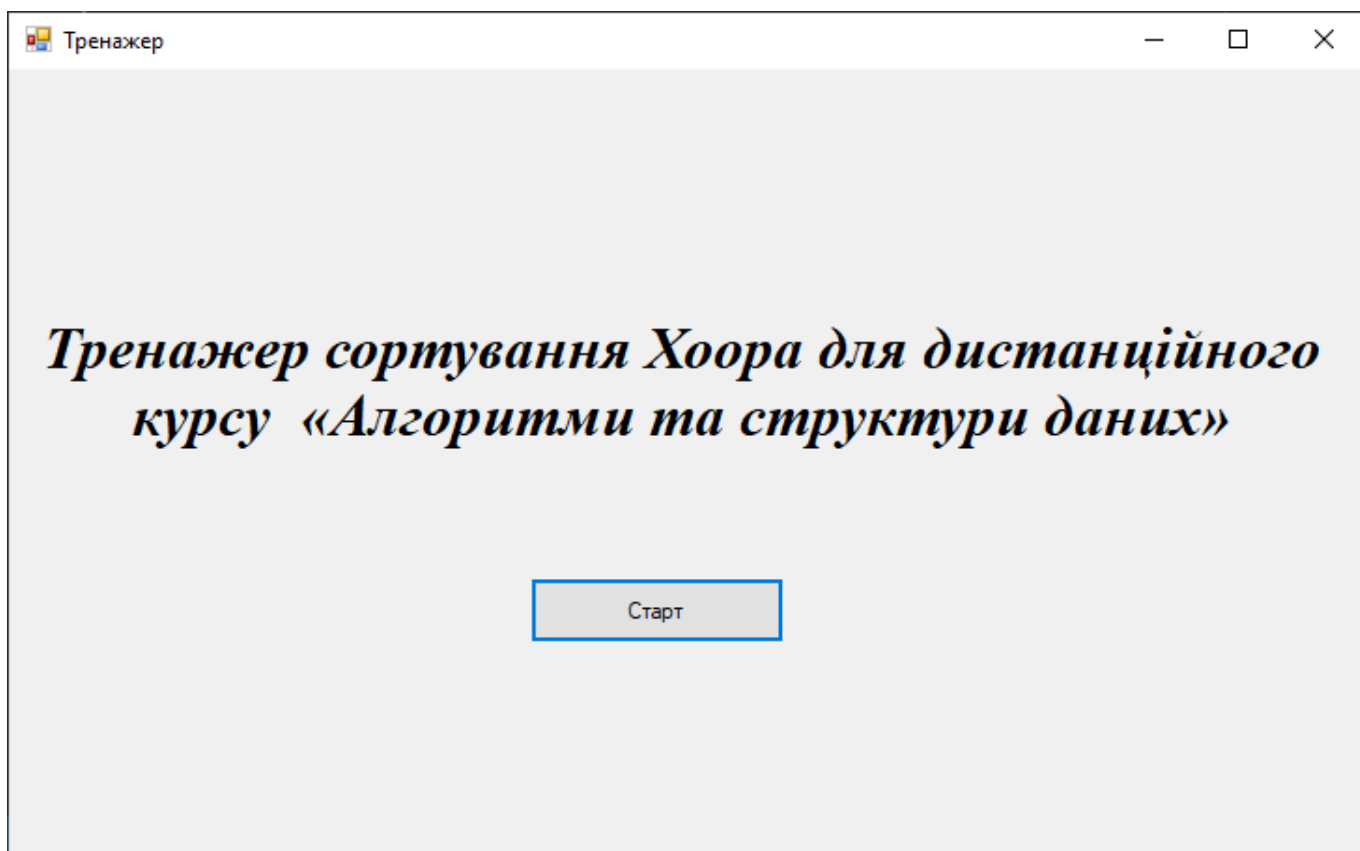 Тренажер
Тренажер сортування Хоора для дистанційного
курсу «Алгоритми та структури даних»
Старт